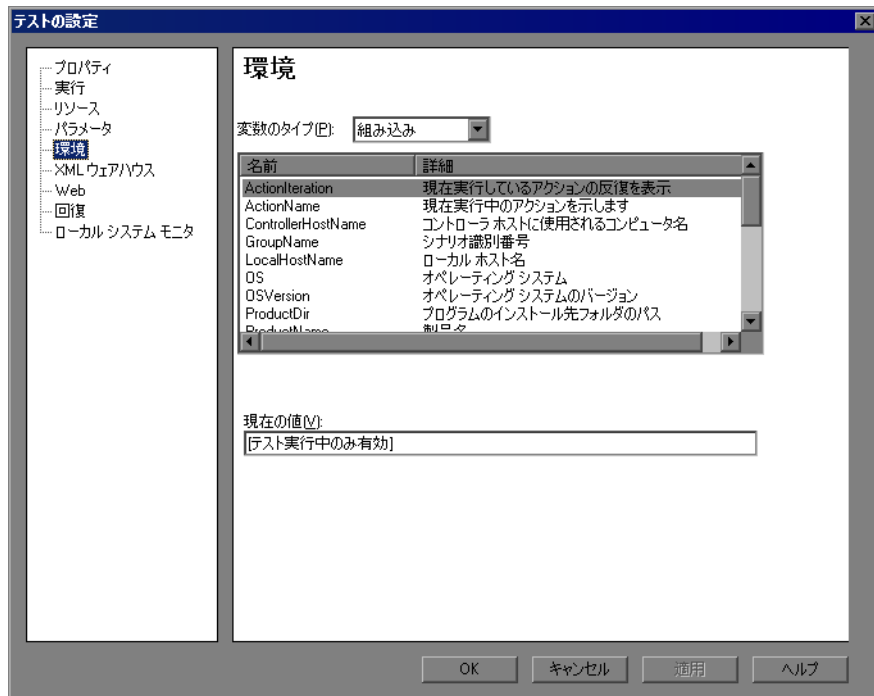 テストの設定
プロパティ
実行
リソース
パラメータ
環境
XML ウェアハウス
Web
回復
ローカル システム モニタ
環境
変数のタイプ(P): 組み込み
名前 詳細
ActionIteration 現在実行しているアクションの反復を表示
ActionName 現在実行中のアクションを示します
ControllerHostName コントローラ ホストに使用されるコンピュータ名
GroupName シナリオ識別番号
LocalHostName ローカル ホスト名
OS オペレーティング システム
OSVersion オペレーティング システムのバージョン
ProductDir プログラムのインストール先フォルダのパス
ProductName 製品名
現在の値(V):
[テスト実行中のみ有効]
OK キャンセル 適用 ヘルプ